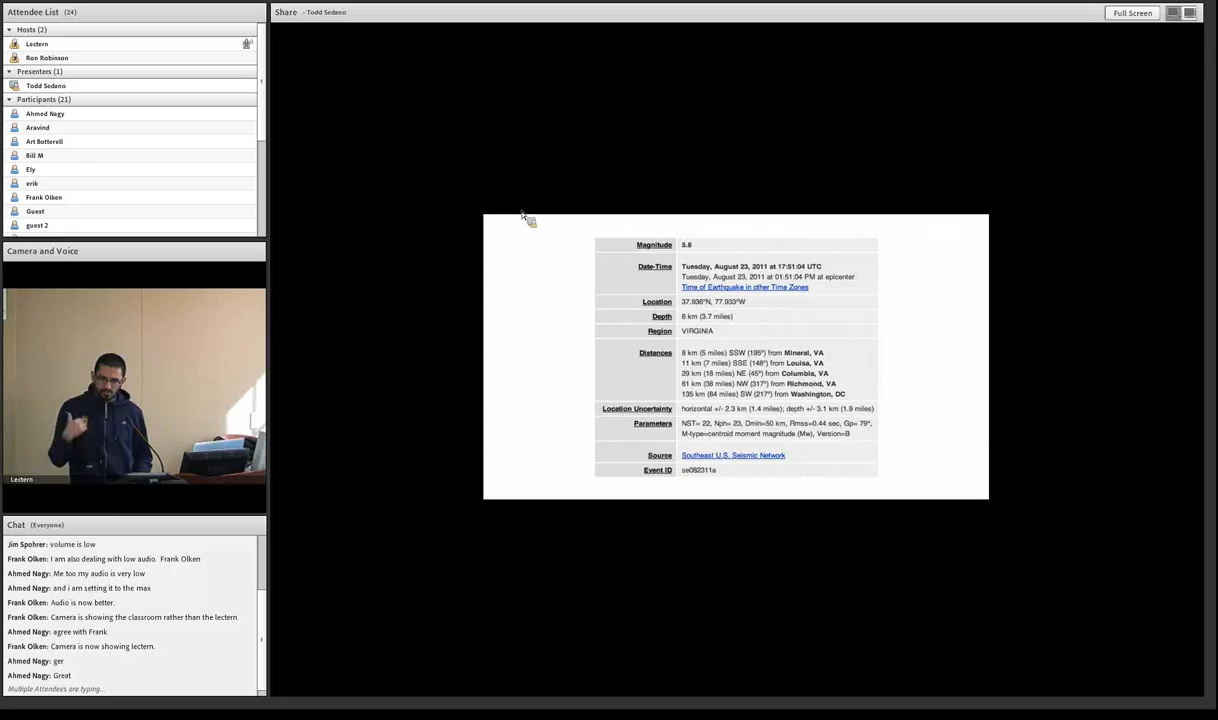 Attendee List (24)
Hosts (2)
Lectern
Ron Robinson
Presenters (1)
Todd Sedano
Participants (21)
Ahmed Nagy
Aravind
Art Botterell
Bill M
Ely
erik
Frank Olken
Guest
guest 2
Camera and Voice
Lectern
Chat (Everyone)
Jim Spohrer: volume is low
Frank Olken: I am also dealing with low audio. Frank Olken
Ahmed Nagy: Me too my audio is very low
Ahmed Nagy: and i am setting it to the max
Frank Olken: Audio is now better.
Frank Olken: Camera is showing the classroom rather than the lectern.
Ahmed Nagy: agree with Frank
Frank Olken: Camera is now showing lectern.
Ahmed Nagy: ger
Ahmed Nagy: Great
Multiple Attendees are typing...
Share - Todd Sedano
Full Screen
Magnitude 5.8
Date-Time Tuesday, August 23, 2011 at 17:51:04 UTC
Tuesday, August 23, 2011 at 01:51:04 PM at epicenter
Time of Earthquake in other Time Zones
Location 37.936°N, 77.933°W
Depth 6 km (3.7 miles)
Region VIRGINIA
Distances 8 km (5 miles) SSW (195°) from Mineral, VA
11 km (7 miles) SSE (148°) from Louisa, VA
29 km (18 miles) NE (45°) from Columbia, VA
61 km (38 miles) NW (317°) from Richmond, VA
135 km (84 miles) SW (217°) from Washington, DC
Location Uncertainty horizontal +/- 2.3 km (1.4 miles); depth +/- 3.1 km (1.9 miles)
Parameters NST= 22, Nph= 23, Dmin=50 km, Rmss=0.44 sec, Gp= 79°,
M-type=centroid moment magnitude (Mw), Version=B
Source Southeast U.S. Seismic Network
Event ID se082311a